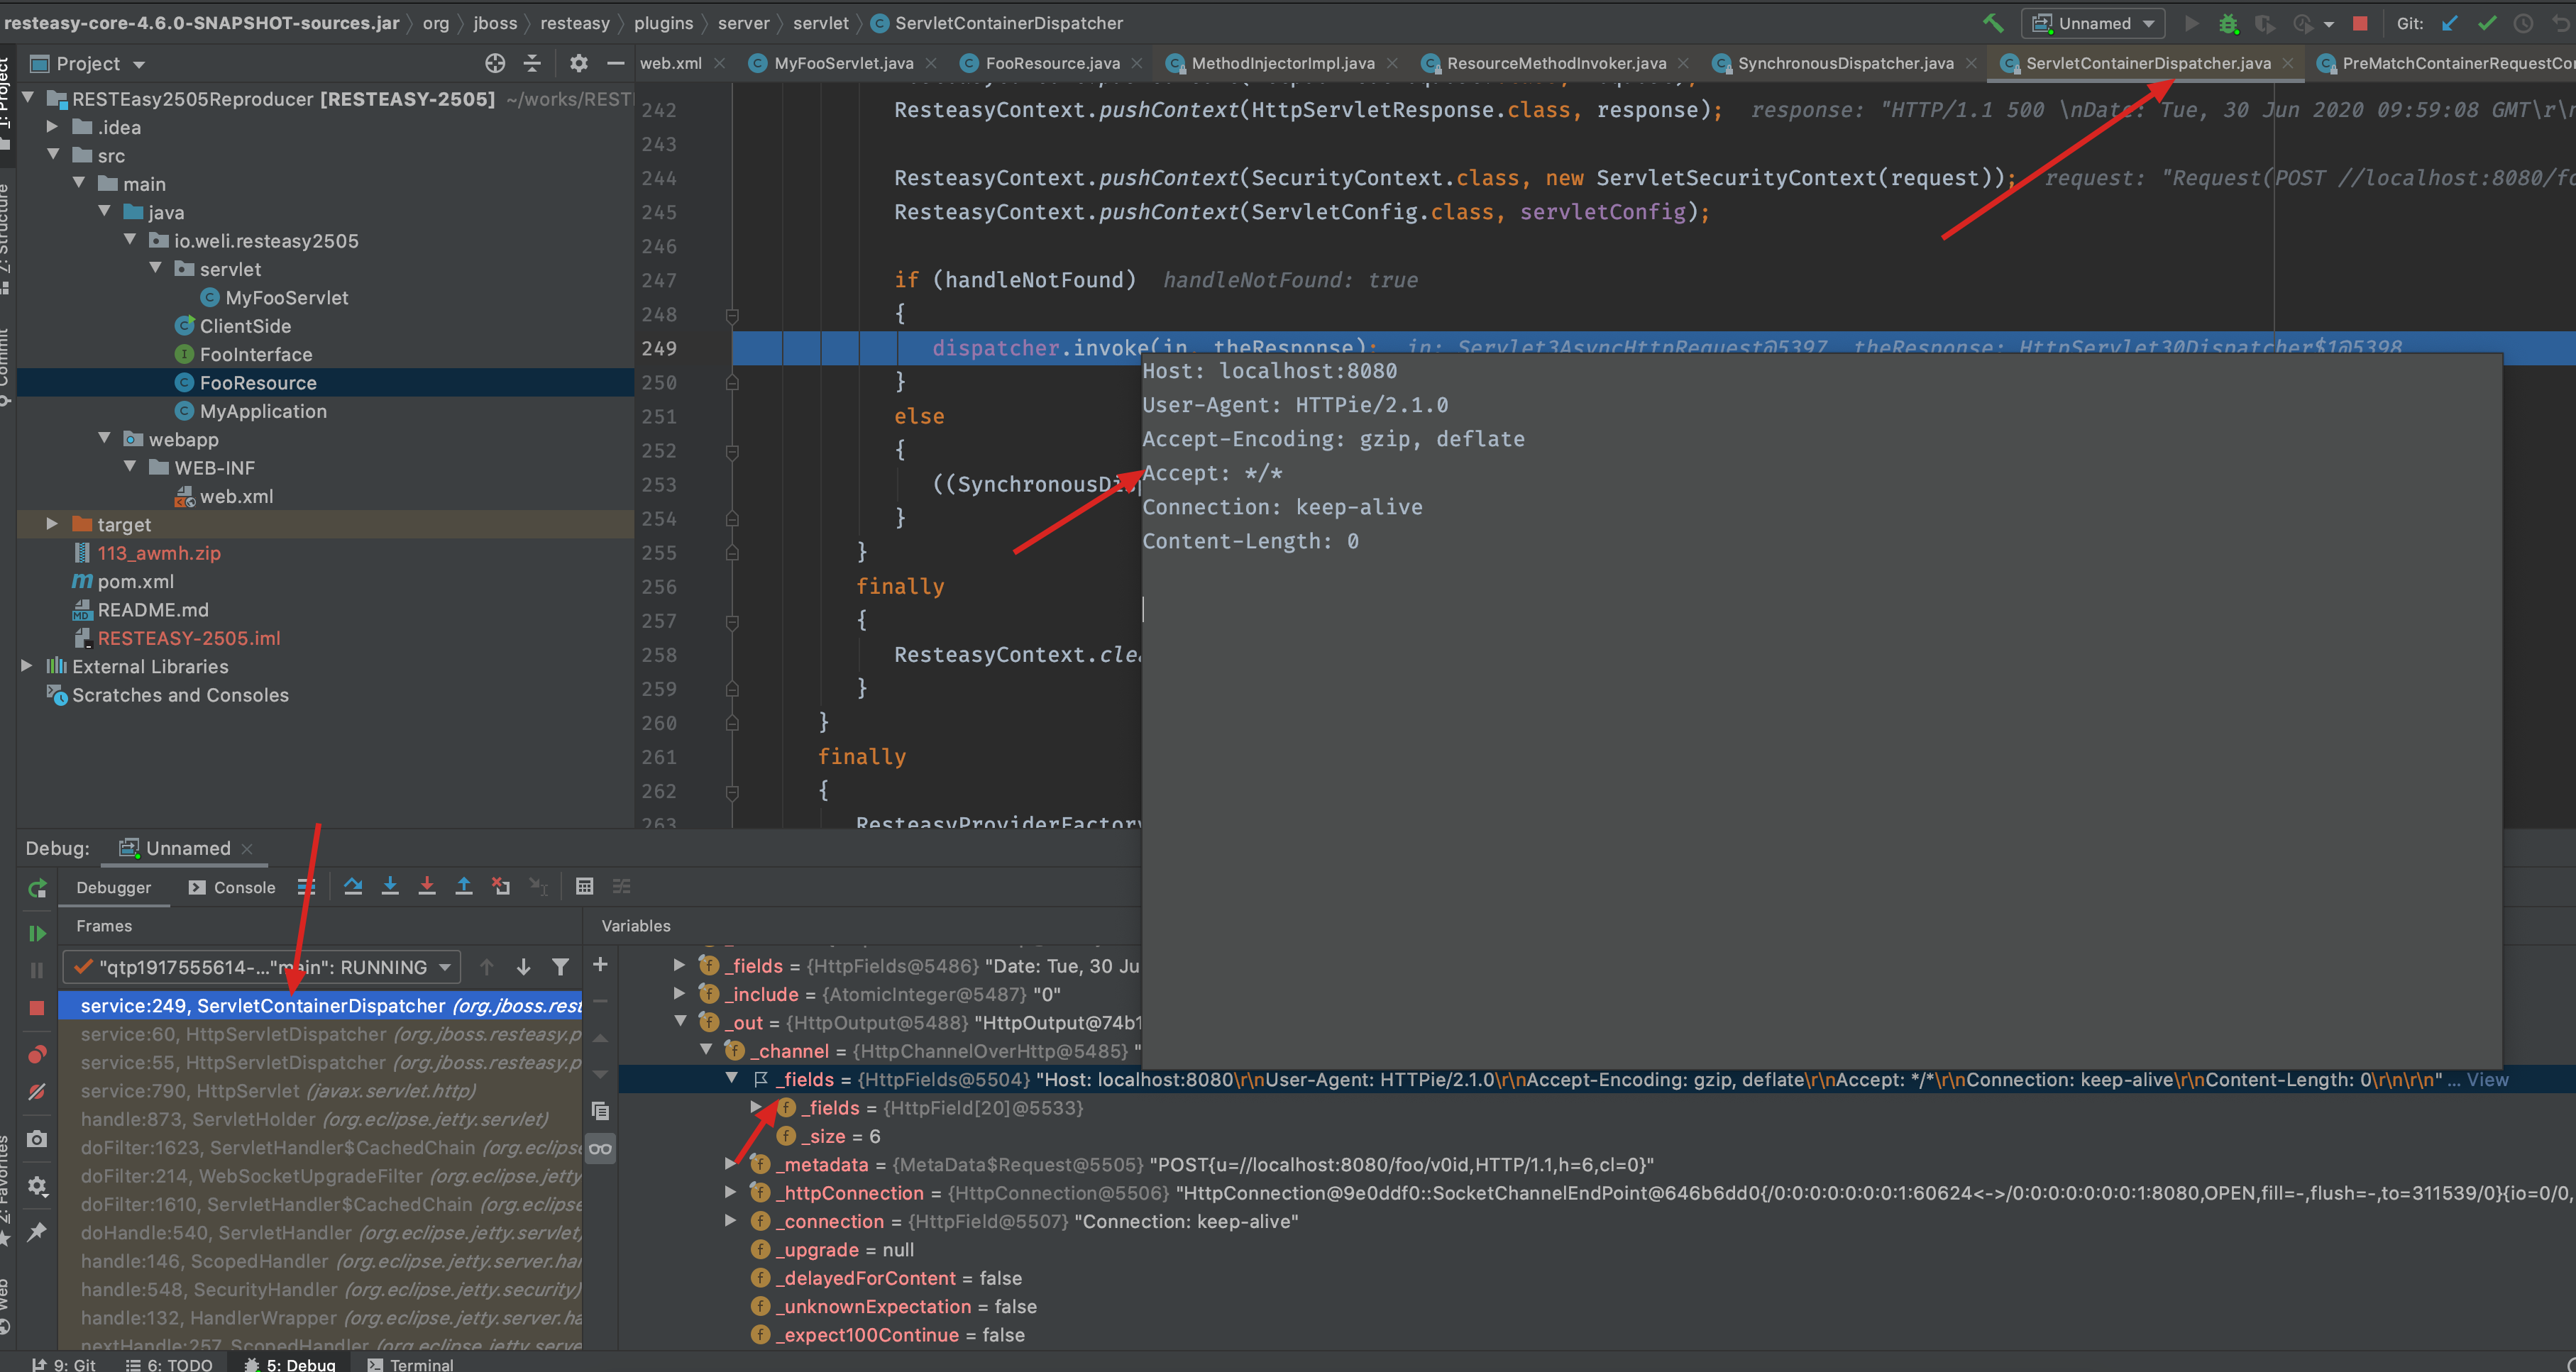 resteasy-core-4.6.0-SNAPSHOT-sources.jar org jboss resteasy plugins server servlet ServletContainerDispatcher
Unnamed Git:
Project
web.xml MyFooServlet.java FooResource.java MethodInjectorImpl.java ResourceMethodInvoker.java SynchronousDispatcher.java ServletContainerDispatcher.java PreMatchContainerRequestCon
1: Project
Z: Structure
Commit
2: Favorites
Web
RESTEasy2505Reproducer [RESTEASY-2505] ~/works/REST
.idea
src
main
java
io.weli.resteasy2505
servlet
MyFooServlet
ClientSide
FooInterface
FooResource
MyApplication
webapp
WEB-INF
web.xml
target
113_awmh.zip
pom.xml
README.md
RESTEASY-2505.iml
External Libraries
Scratches and Consoles
242 ResteasyContext.pushContext(HttpServletResponse.class, response); response: "HTTP/1.1 500 \nDate: Tue, 30 Jun 2020 09:59:08 GMT\r\n
243
244 ResteasyContext.pushContext(SecurityContext.class, new ServletSecurityContext(request)); request: "Request(POST //localhost:8080/fo
245 ResteasyContext.pushContext(ServletConfig.class, servletConfig);
246
247 if (handleNotFound) handleNotFound: true
248 {
249 dispatcher.invoke(in, theResponse); in: Servlet3AsyncHttpRequest@5397 theResponse: HttpServlet30Dispatcher$1@5398
250 }
251 else
252 {
253 ((SynchronousDisp
254 }
255 }
256 finally
257 {
258 ResteasyContext.clea
259 }
260 }
261 finally
262 {
263 ResteasyProviderFactory
Host: localhost:8080
User-Agent: HTTPie/2.1.0
Accept-Encoding: gzip, deflate
Accept: */*
Connection: keep-alive
Content-Length: 0
Debug: Unnamed
Debugger Console
Frames
"qtp1917555614-..."main": RUNNING
service:249, ServletContainerDispatcher (org.jboss.rest
service:60, HttpServletDispatcher (org.jboss.resteasy.p
service:55, HttpServletDispatcher (org.jboss.resteasy.p
service:790, HttpServlet (javax.servlet.http)
handle:873, ServletHolder (org.eclipse.jetty.servlet)
doFilter:1623, ServletHandler$CachedChain (org.eclipse
doFilter:214, WebSocketUpgradeFilter (org.eclipse.jetty
doFilter:1610, ServletHandler$CachedChain (org.eclipse
doHandle:540, ServletHandler (org.eclipse.jetty.servlet)
handle:146, ScopedHandler (org.eclipse.jetty.server.han
handle:548, SecurityHandler (org.eclipse.jetty.security)
handle:132, HandlerWrapper (org.eclipse.jetty.server.ha
nextHandle:257, ScopedHandler (org.eclipse.jetty.serve
Variables
_fields = {HttpFields@5486} "Date: Tue, 30 Ju
_include = {AtomicInteger@5487} "0"
_out = {HttpOutput@5488} "HttpOutput@74b1
_channel = {HttpChannelOverHttp@5485} "
_fields = {HttpFields@5504} "Host: localhost:8080\r\nUser-Agent: HTTPie/2.1.0\r\nAccept-Encoding: gzip, deflate\r\nAccept: */*\r\nConnection: keep-alive\r\nContent-Length: 0\r\n\r\n" ... View
_fields = {HttpField[20]@5533}
_size = 6
_metadata = {MetaData$Request@5505} "POST{u=//localhost:8080/foo/v0id,HTTP/1.1,h=6,cl=0}"
_httpConnection = {HttpConnection@5506} "HttpConnection@9e0ddf0::SocketChannelEndPoint@646b6dd0{/0:0:0:0:0:0:0:1:60624<->/0:0:0:0:0:0:0:1:8080,OPEN,fill=-,flush=-,to=311539/0}{io=0/0,
_connection = {HttpField@5507} "Connection: keep-alive"
_upgrade = null
_delayedForContent = false
_unknownExpectation = false
_expect100Continue = false
9: Git 6: TODO 5: Debug Terminal